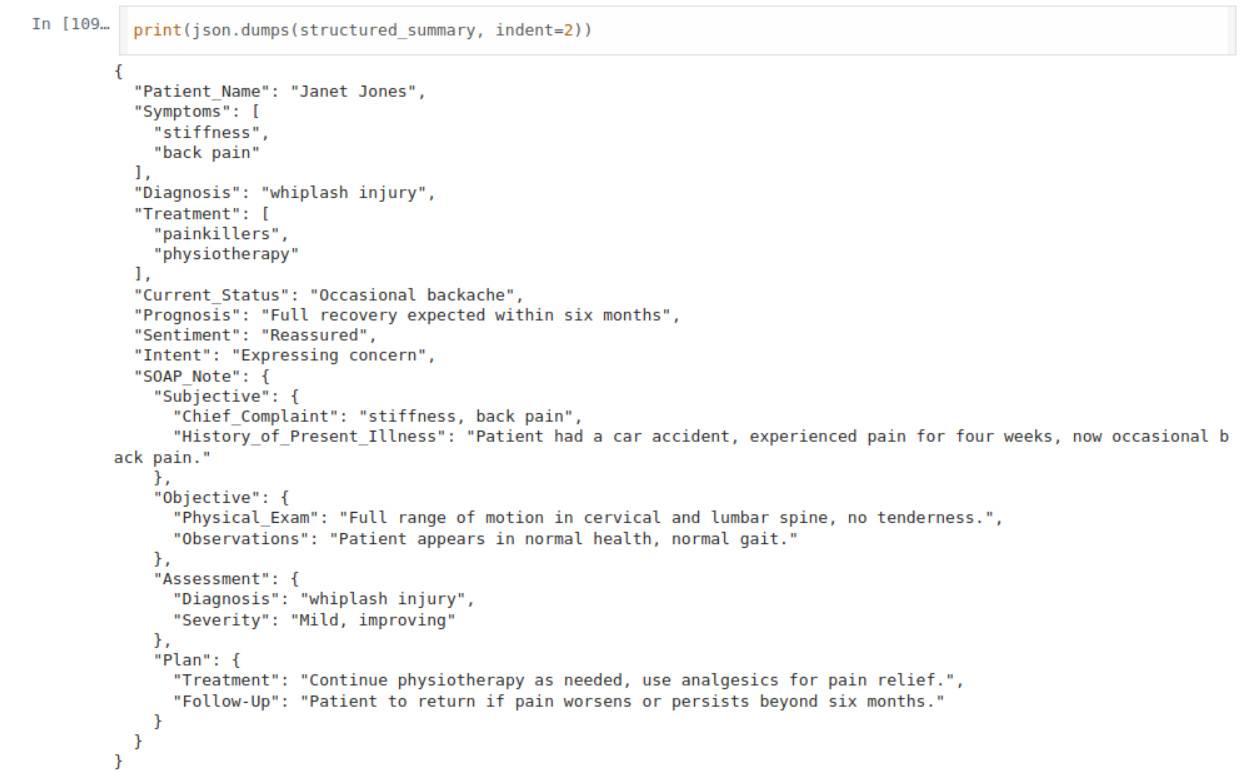 In [109…
print(json.dumps(structured_summary, indent=2))
{
  "Patient_Name": "Janet Jones",
  "Symptoms": [
    "stiffness",
    "back pain"
  ],
  "Diagnosis": "whiplash injury",
  "Treatment": [
    "painkillers",
    "physiotherapy"
  ],
  "Current_Status": "Occasional backache",
  "Prognosis": "Full recovery expected within six months",
  "Sentiment": "Reassured",
  "Intent": "Expressing concern",
  "SOAP_Note": {
    "Subjective": {
      "Chief_Complaint": "stiffness, back pain",
      "History_of_Present_Illness": "Patient had a car accident, experienced pain for four weeks, now occasional b
ack pain."
    },
    "Objective": {
      "Physical_Exam": "Full range of motion in cervical and lumbar spine, no tenderness.",
      "Observations": "Patient appears in normal health, normal gait."
    },
    "Assessment": {
      "Diagnosis": "whiplash injury",
      "Severity": "Mild, improving"
    },
    "Plan": {
      "Treatment": "Continue physiotherapy as needed, use analgesics for pain relief.",
      "Follow-Up": "Patient to return if pain worsens or persists beyond six months."
    }
  }
}